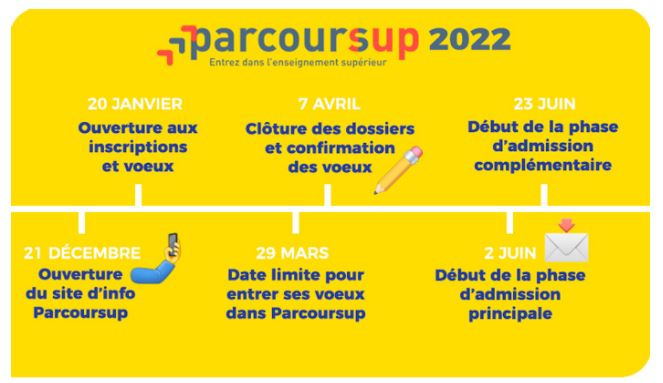 parcoursup 2022
Entrez dans l'enseignement supérieur
20 JANVIER
Ouverture aux
inscriptions
et voeux
7 AVRIL
Clôture des dossiers
et confirmation
des voeux
23 JUIN
Début de la phase
d'admission
complémentaire
21 DÉCEMBRE
Ouverture
du site d'info
Parcoursup
29 MARS
Date limite pour
entrer ses voeux
dans Parcoursup
2 JUIN
Début de la phase
d'admission
principale